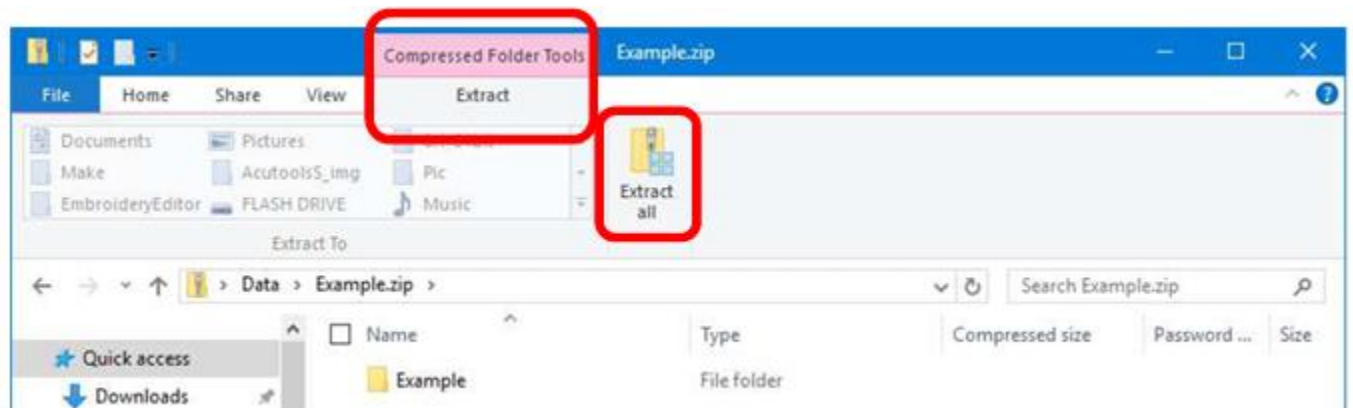 Compressed Folder Tools Example.zip
File Home Share View Extract
Documents Pictures
Make AcutoolsS_img Pic
EmbroideryEditor FLASH DRIVE Music
Extract all
Extract To
Data > Example.zip >
Search Example.zip
Name Type Compressed size Password ... Size
Quick access
Example File folder
Downloads